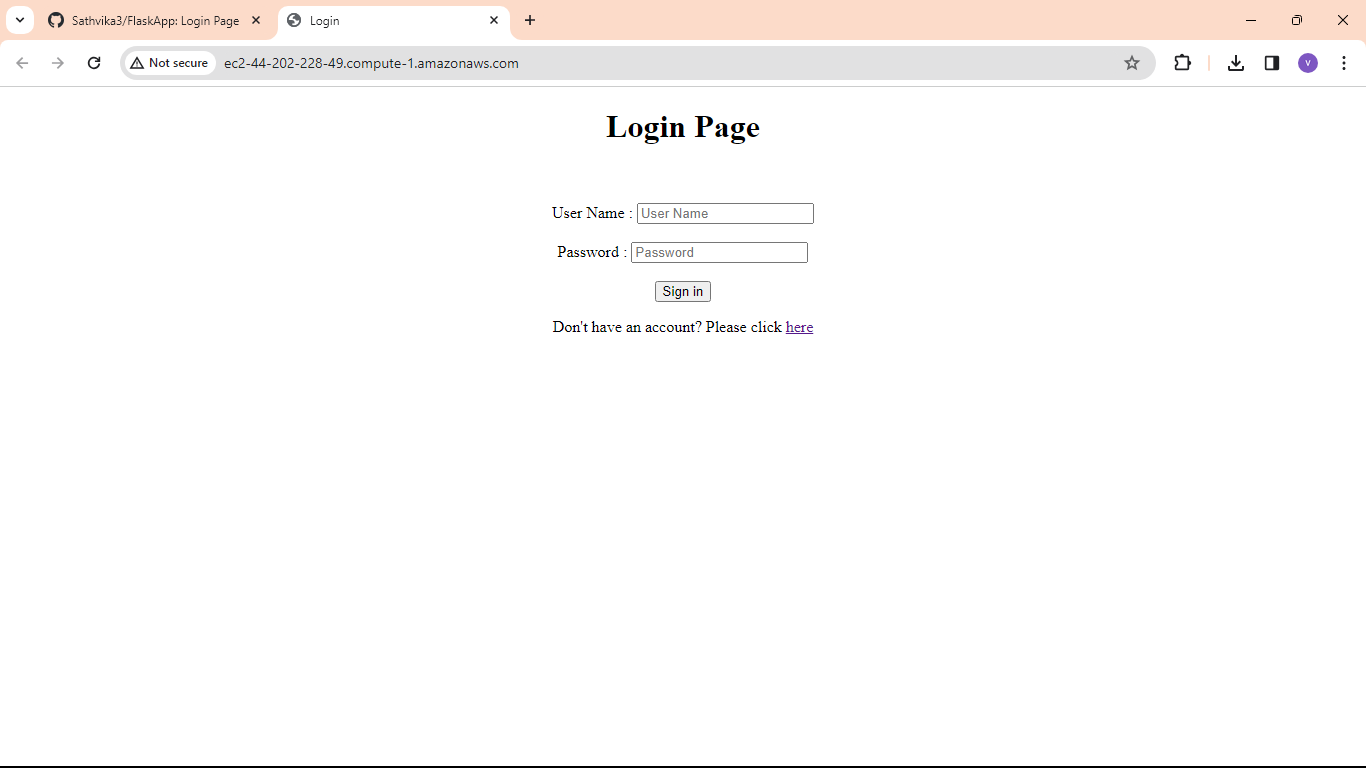 Sathvika3/FlaskApp: Login Page
Login
Not secure
ec2-44-202-228-49.compute-1.amazonaws.com
V
Login Page
User Name : User Name
Password : Password
Sign in
Don't have an account? Please click here